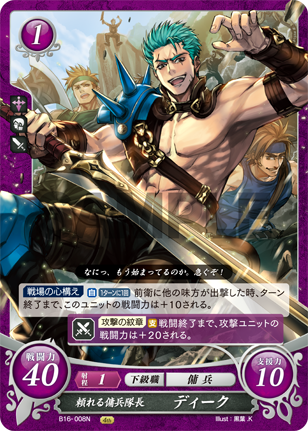 1
なにっ、もう始まってるのか。急ぐぞ!
戦場の心構え 自 1ターンに1回 前衛に他の味方が出撃した時、ターン
終了まで、このユニットの戦闘力は+10される。
攻撃の紋章 攻 戦闘終了まで、攻撃ユニットの
戦闘力は+20される。
戦闘力
40
射程 1 下級職 傭兵
支援力
10
頼れる傭兵隊長 ディーク
B16-008N
Illust:黒葉.K